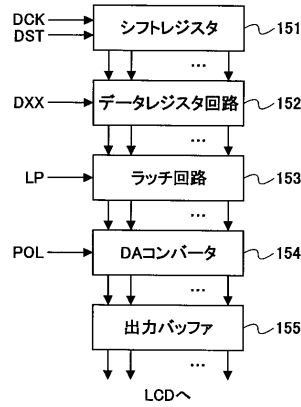 DCK
DST
シフトレジスタ
151
...
DXX
データレジスタ回路
152
...
LP
ラッチ回路
153
...
POL
DAコンバータ
154
...
出力バッファ
155
...
LCDへ